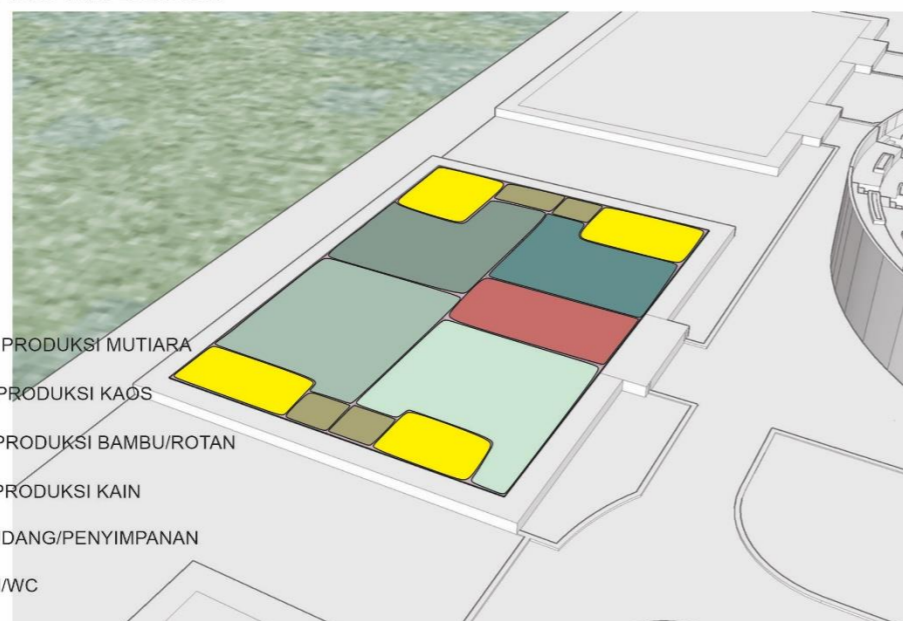 PRODUKSI MUTIARA
PRODUKSI KAOS
PRODUKSI BAMBU/ROTAN
PRODUKSI KAIN
DANG/PENYIMPANAN
/WC